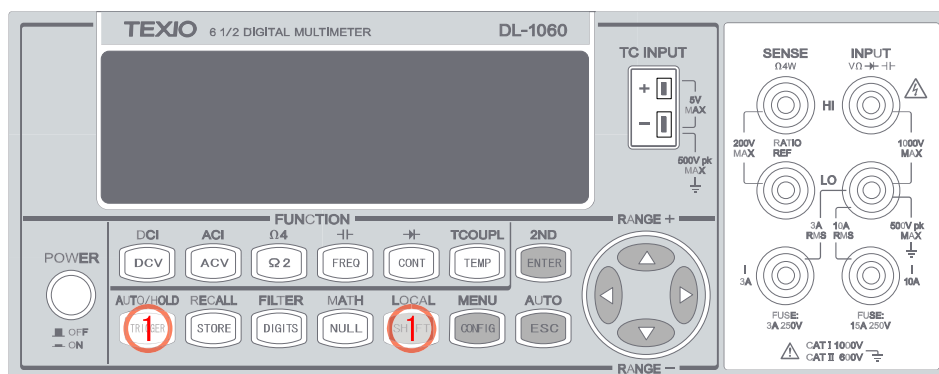 TEXIO 6 1/2 DIGITAL MULTIMETER DL-1060
TC INPUT
+
−
5V
MAX
500V pk
MAX
SENSE
Ω4W
INPUT
VΩ
HI
200V
MAX
RATIO
REF
1000V
MAX
LO
3A
RMS
10A
RMS
500V pk
MAX
I
3A
I
10A
FUSE:
3A 250V
FUSE:
15A 250V
CAT I 1000V
CAT II 600V
FUNCTION
RANGE +
DCI ACI Ω4 TCOUPL 2ND
POWER
DCV ACV Ω2 FREQ CONT TEMP ENTER
AUTO/HOLD RECALL FILTER MATH LOCAL MENU AUTO
TRIGGER STORE DIGITS NULL SHIFT CONFIG ESC
1 1
OFF
ON
RANGE −